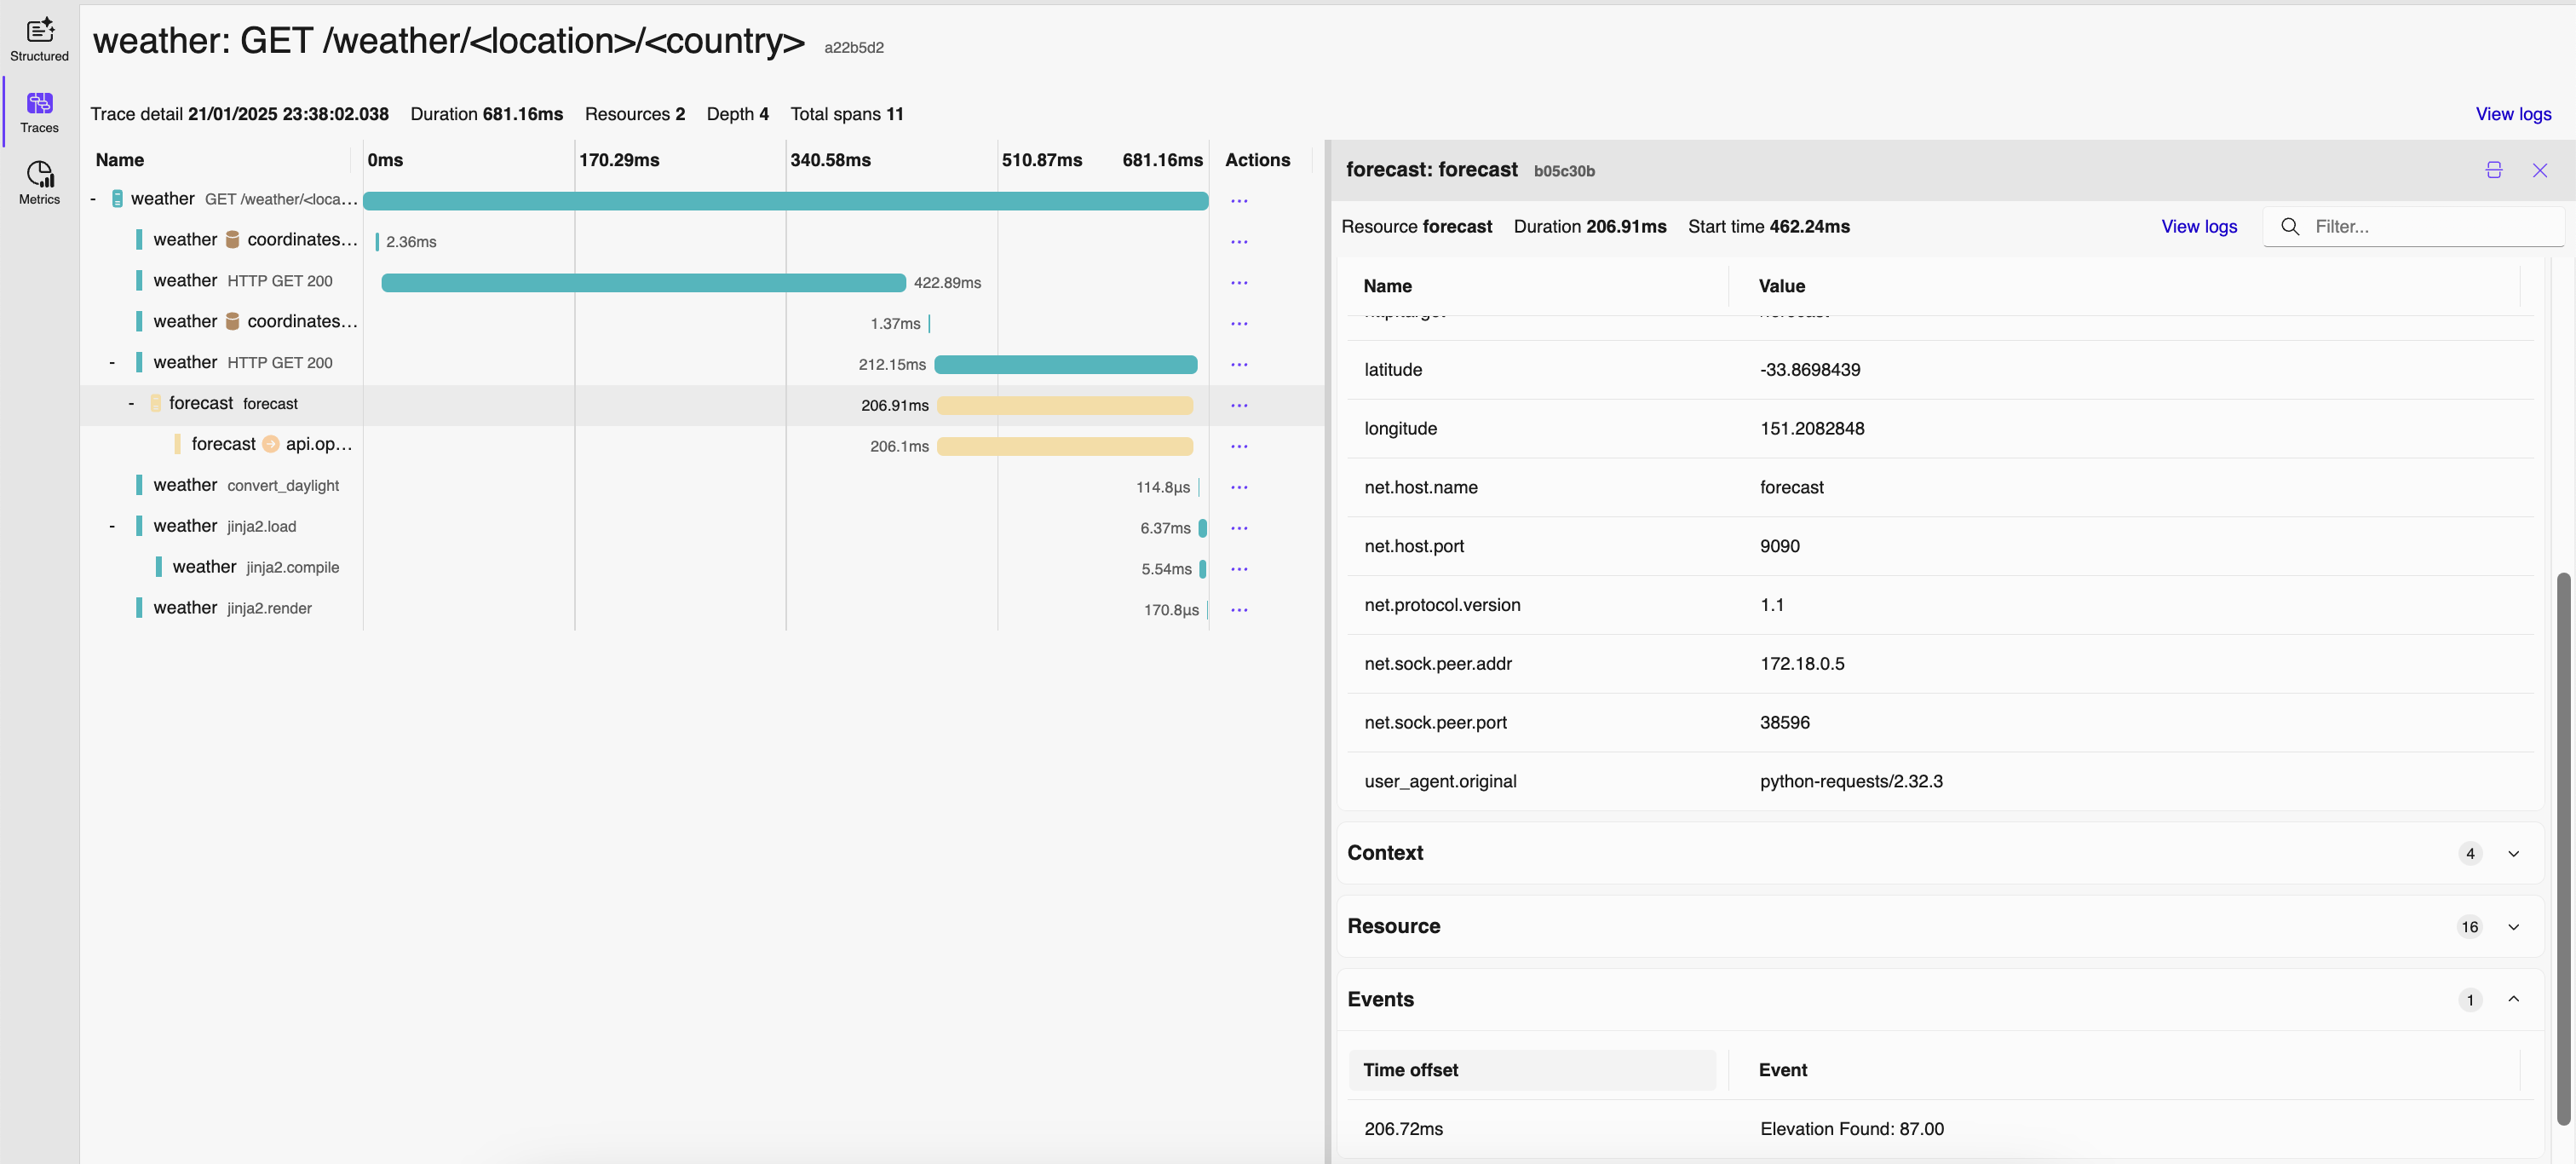 Structured
Traces
Metrics
weather: GET /weather/<location>/<country> a22b5d2
Trace detail 21/01/2025 23:38:02.038 Duration 681.16ms Resources 2 Depth 4 Total spans 11 View logs
Name 0ms 170.29ms 340.58ms 510.87ms 681.16ms Actions
- weather GET /weather/<loca... ...
weather coordinates... 2.36ms ...
weather HTTP GET 200 422.89ms ...
weather coordinates... 1.37ms ...
- weather HTTP GET 200 212.15ms ...
- forecast forecast 206.91ms ...
forecast api.op... 206.1ms ...
weather convert_daylight 114.8µs ...
- weather jinja2.load 6.37ms ...
weather jinja2.compile 5.54ms ...
weather jinja2.render 170.8µs ...
forecast: forecast b05c30b
Resource forecast Duration 206.91ms Start time 462.24ms View logs Filter...
Name Value
latitude -33.8698439
longitude 151.2082848
net.host.name forecast
net.host.port 9090
net.protocol.version 1.1
net.sock.peer.addr 172.18.0.5
net.sock.peer.port 38596
user_agent.original python-requests/2.32.3
Context 4
Resource 16
Events 1
Time offset Event
206.72ms Elevation Found: 87.00